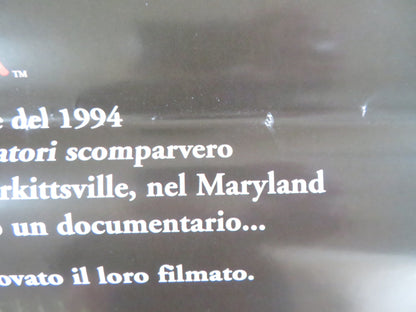 ™
e del 1994
atori scomparvero
rkittsville, nel Maryland
o un documentario...
ovato il loro filmato.